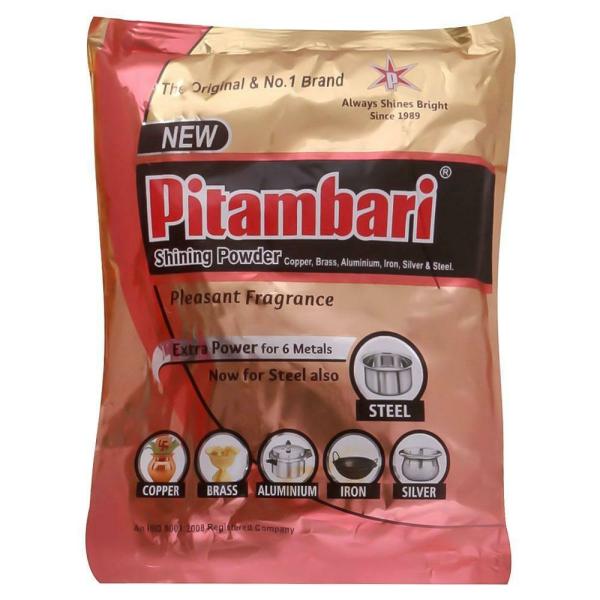 The Original & No.1 Brand
P
Always Shines Bright
Since 1989
NEW
Pitambari®
Shining Powder Copper, Brass, Aluminium, Iron, Silver & Steel.
Pleasant Fragrance
Extra Power for 6 Metals
Now for Steel also
STEEL
COPPER
BRASS
ALUMINIUM
IRON
SILVER
An ISO 9001:2008 Registered Company